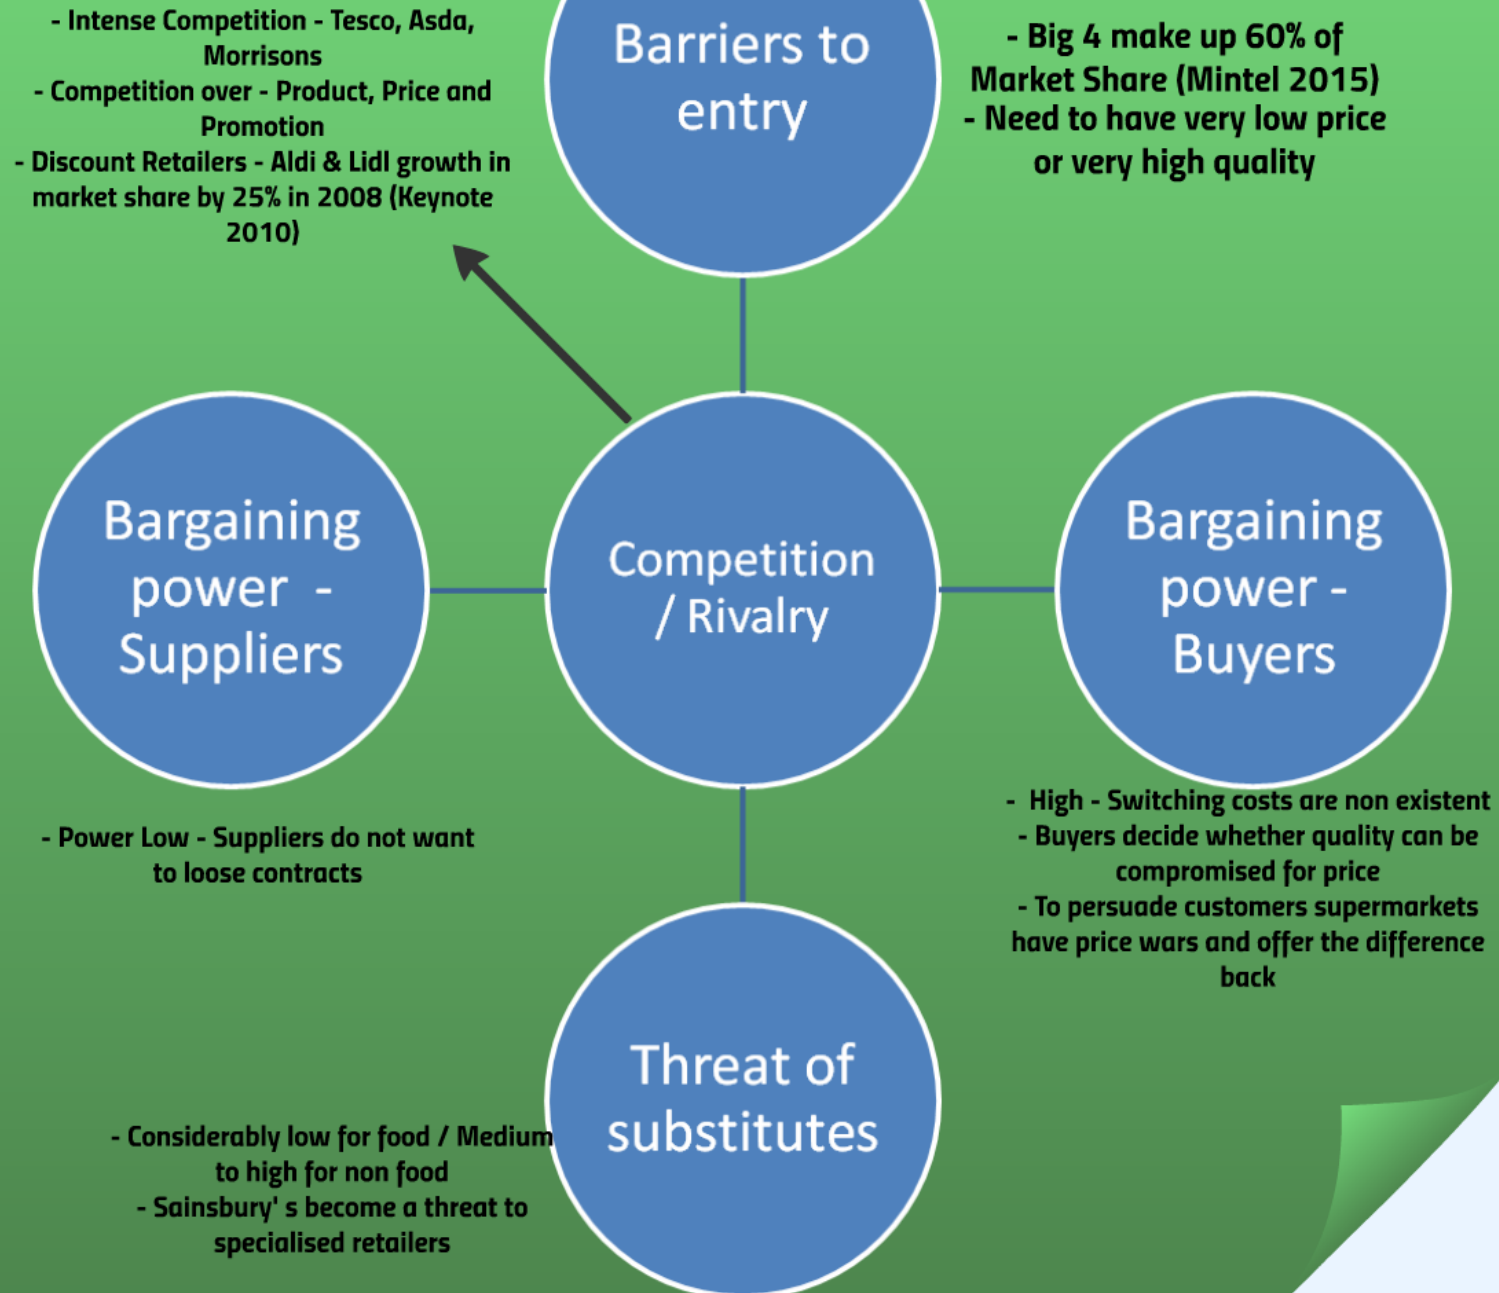 - Intense Competition - Tesco, Asda,
Morrisons
- Competition over - Product, Price and
Promotion
- Discount Retailers - Aldi & Lidl growth in
market share by 25% in 2008 (Keynote
2010)
Barriers to
entry
- Big 4 make up 60% of
Market Share (Mintel 2015)
- Need to have very low price
or very high quality
Bargaining
power -
Suppliers
Competition
/ Rivalry
Bargaining
power -
Buyers
- Power Low - Suppliers do not want
to loose contracts
- High - Switching costs are non existent
- Buyers decide whether quality can be
compromised for price
- To persuade customers supermarkets
have price wars and offer the difference
back
Threat of
substitutes
- Considerably low for food / Medium
to high for non food
- Sainsbury' s become a threat to
specialised retailers